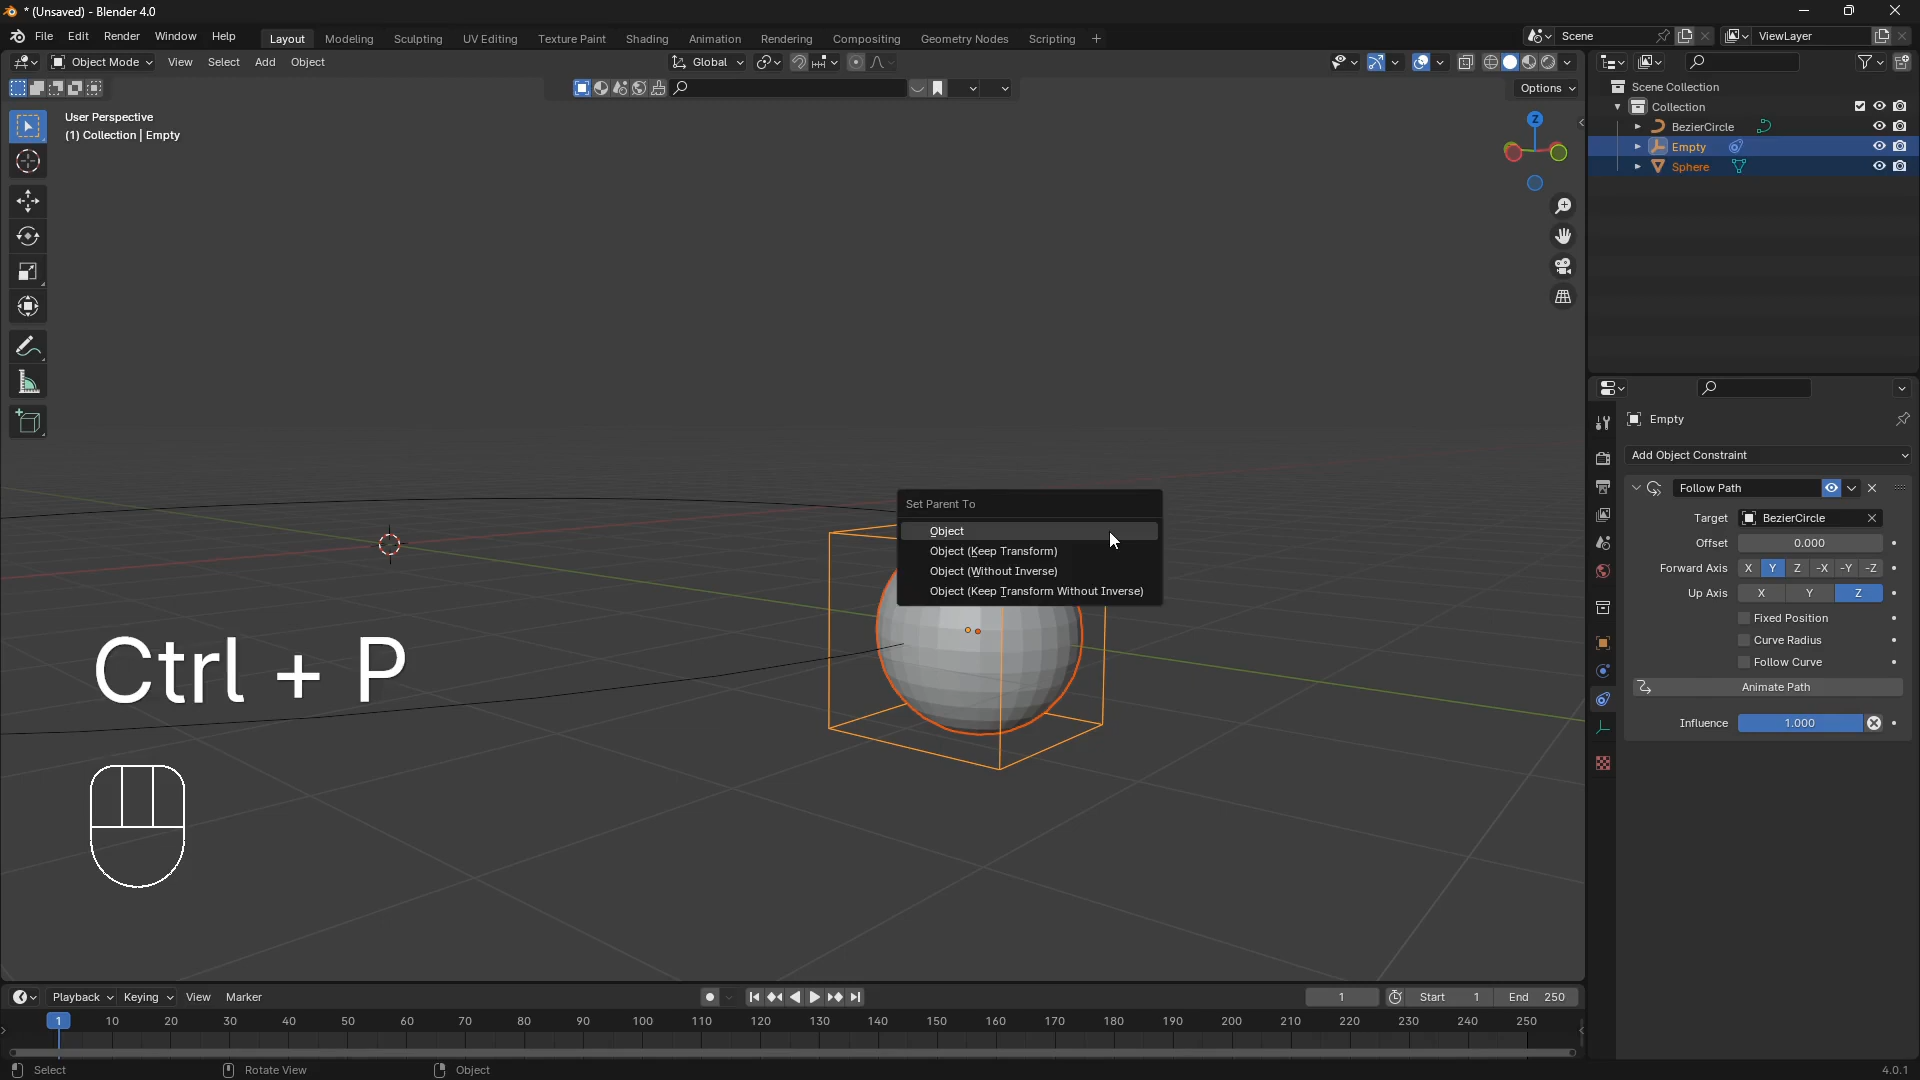 * (Unsaved) - Blender 4.0
File Edit Render Window Help
Layout Modeling Sculpting UV Editing Texture Paint Shading Animation Rendering Compositing Geometry Nodes Scripting +
Scene
ViewLayer
Object Mode View Select Add Object
Global
Options
User Perspective
(1) Collection | Empty
Z
Scene Collection
Collection
BezierCircle
Empty
Sphere
Empty
Add Object Constraint
Follow Path
Target BezierCircle
Offset 0.000
Forward Axis X Y Z -X -Y -Z
Up Axis X Y Z
Fixed Position
Curve Radius
Follow Curve
Animate Path
Influence 1.000
Set Parent To
Object
Object (Keep Transform)
Object (Without Inverse)
Object (Keep Transform Without Inverse)
Ctrl + P
Playback Keying View Marker
1 Start 1 End 250
1 10 20 30 40 50 60 70 80 90 100 110 120 130 140 150 160 170 180 190 200 210 220 230 240 250
Select Rotate View Object 4.0.1